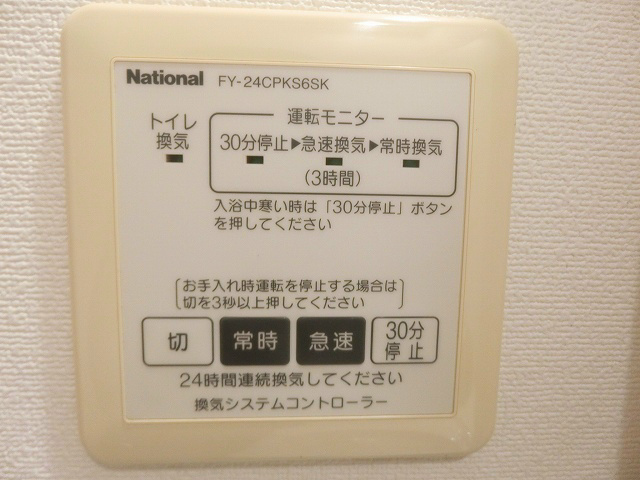 National FY-24CPKS6SK
トイレ換気
運転モニター
30分停止▶急速換気▶常時換気
(3時間)
入浴中寒い時は「30分停止」ボタン
を押してください
お手入れ時運転を停止する場合は
切を3秒以上押してください
切 常時 急速 30分停止
24時間連続換気してください
換気システムコントローラー